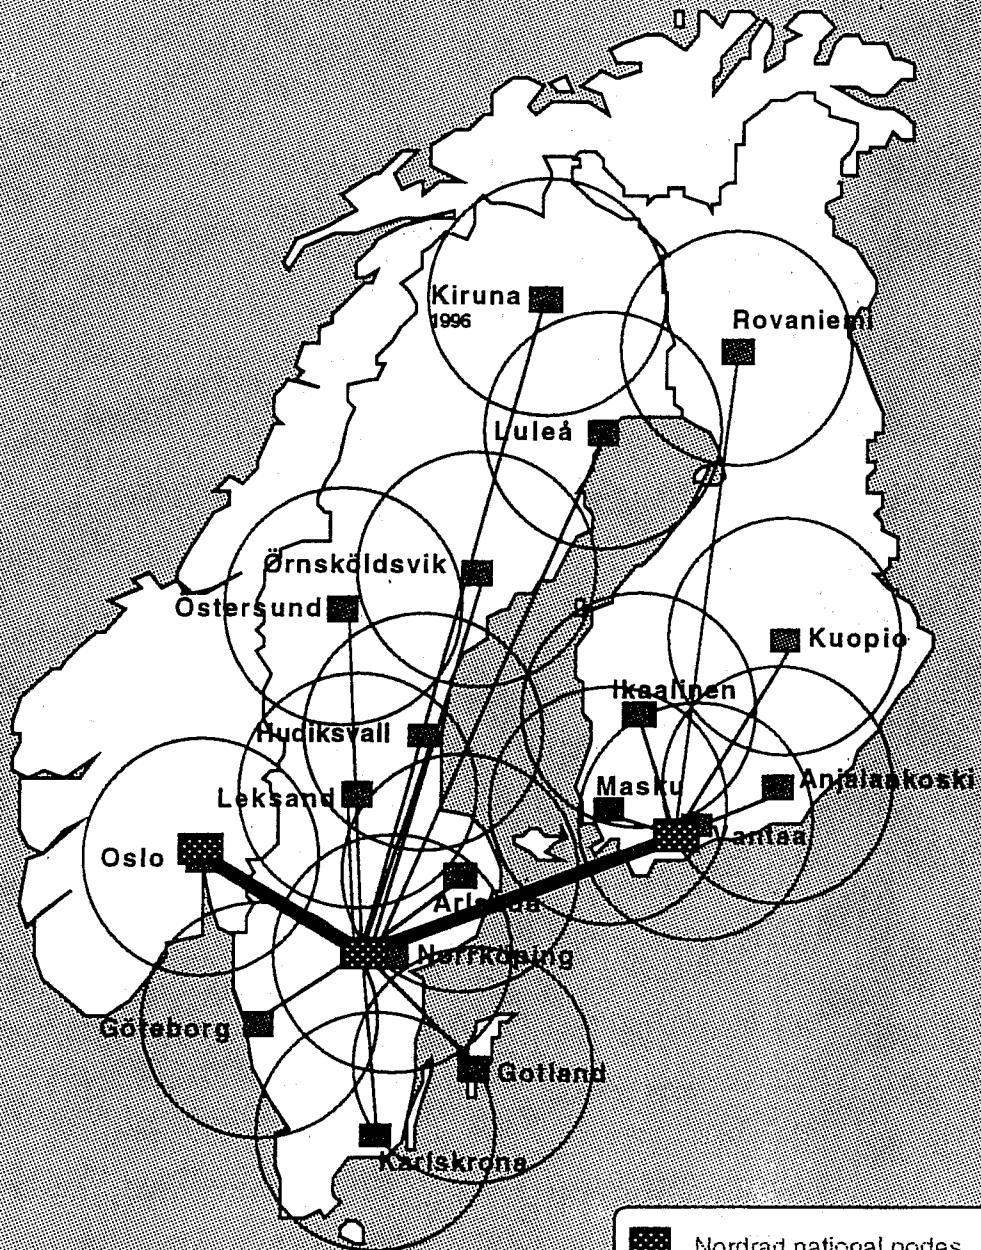 Kiruna
1996
Rovaniemi
Luleå
Örnsköldsvik
Östersund
Kuopio
Ikaalinen
Hudiksvall
Masku
Anjalankoski
Leksand
Vantaa
Oslo
Arlanda
Norrköping
Göteborg
Gotland
Karlskrona
Nordrad national nodes